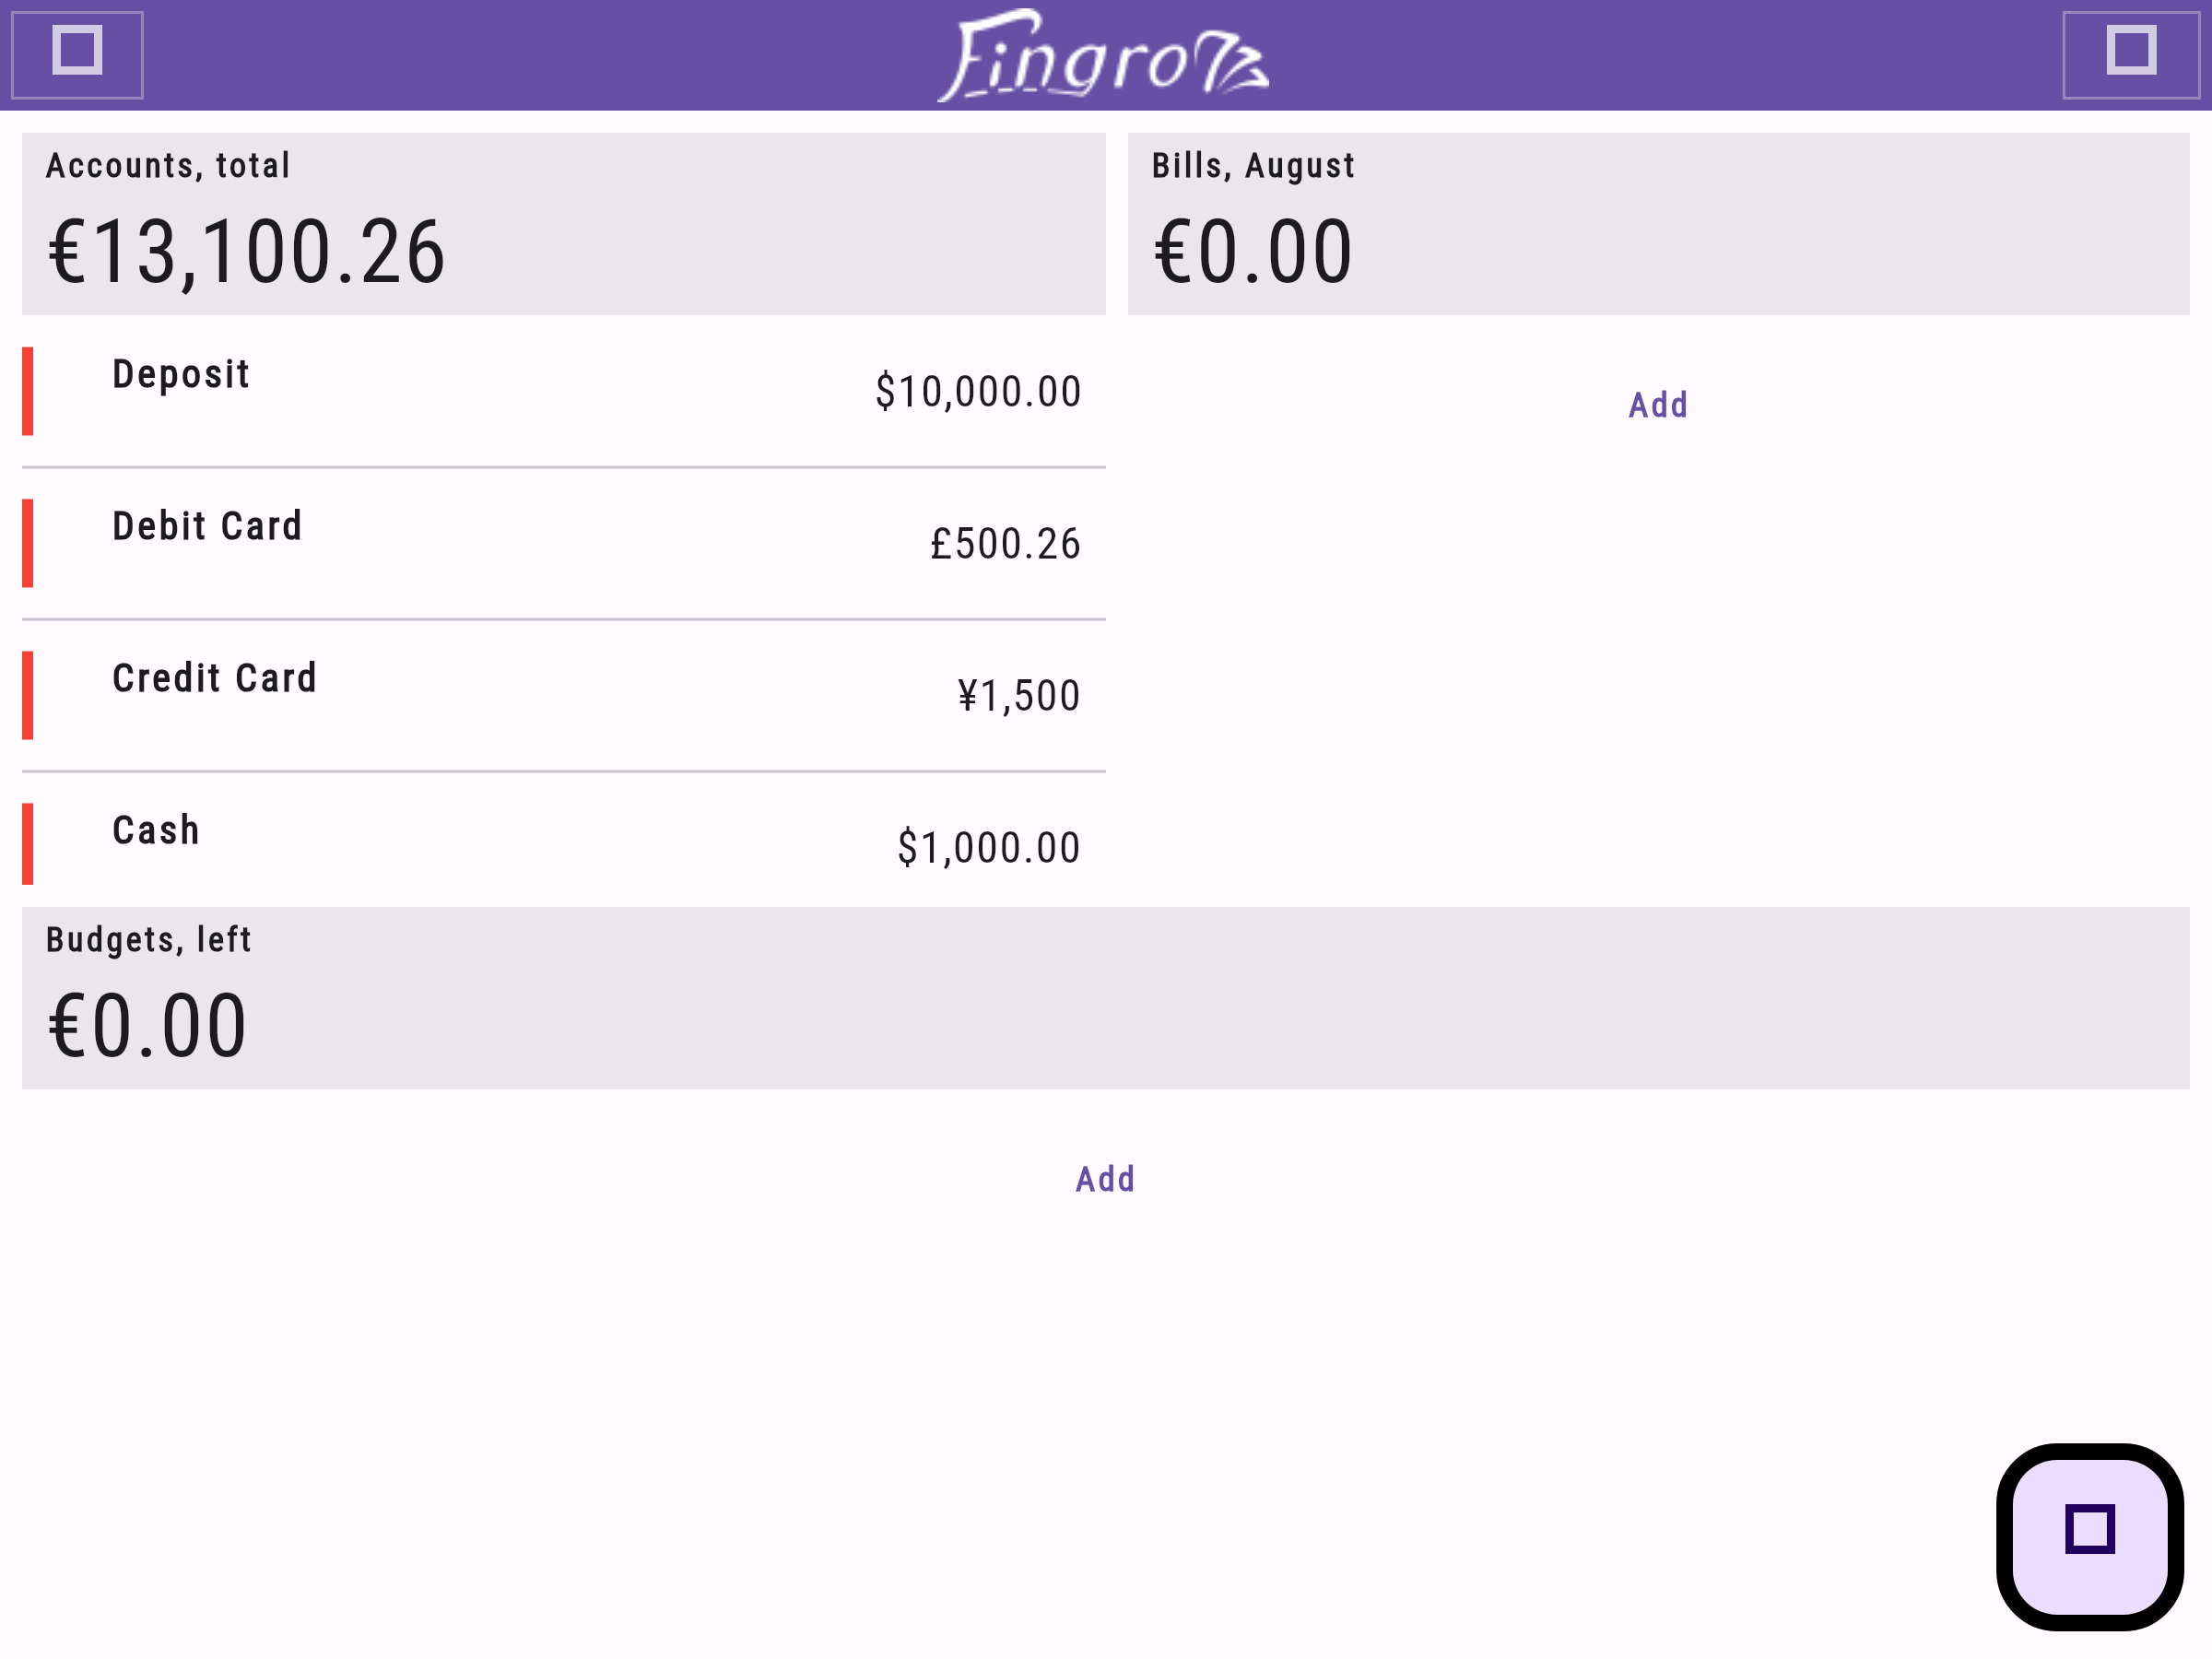 Fingrom
Accounts, total
€13,100.26
Bills, August
€0.00
Deposit
$10,000.00
Add
Debit Card
£500.26
Credit Card
¥1,500
Cash
$1,000.00
Budgets, left
€0.00
Add